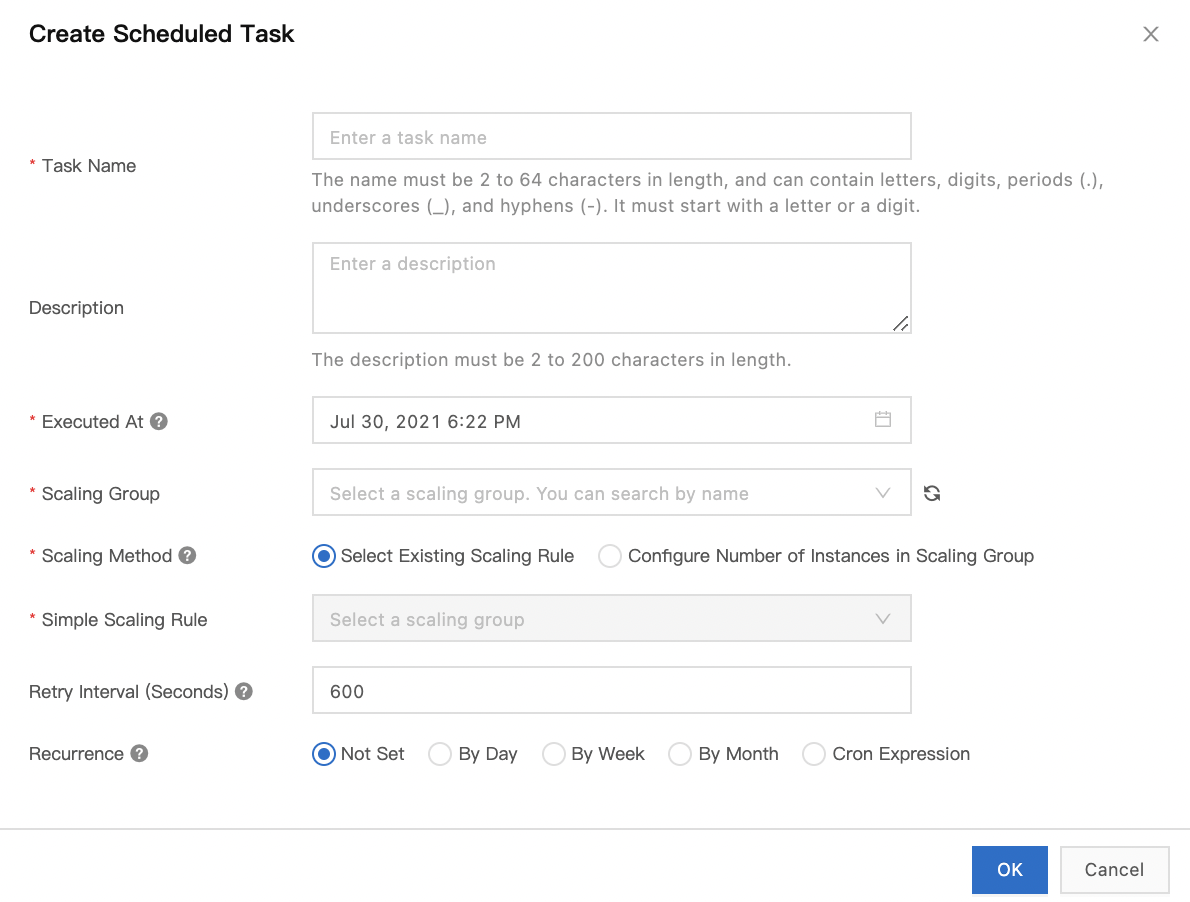 Create Scheduled Task
* Task Name
Enter a task name
The name must be 2 to 64 characters in length, and can contain letters, digits, periods (.),
underscores (_), and hyphens (-). It must start with a letter or a digit.
Description
Enter a description
The description must be 2 to 200 characters in length.
* Executed At ?
Jul 30, 2021 6:22 PM
* Scaling Group
Select a scaling group. You can search by name
* Scaling Method ?
Select Existing Scaling Rule Configure Number of Instances in Scaling Group
* Simple Scaling Rule
Select a scaling group
Retry Interval (Seconds) ?
600
Recurrence ?
Not Set By Day By Week By Month Cron Expression
OK Cancel